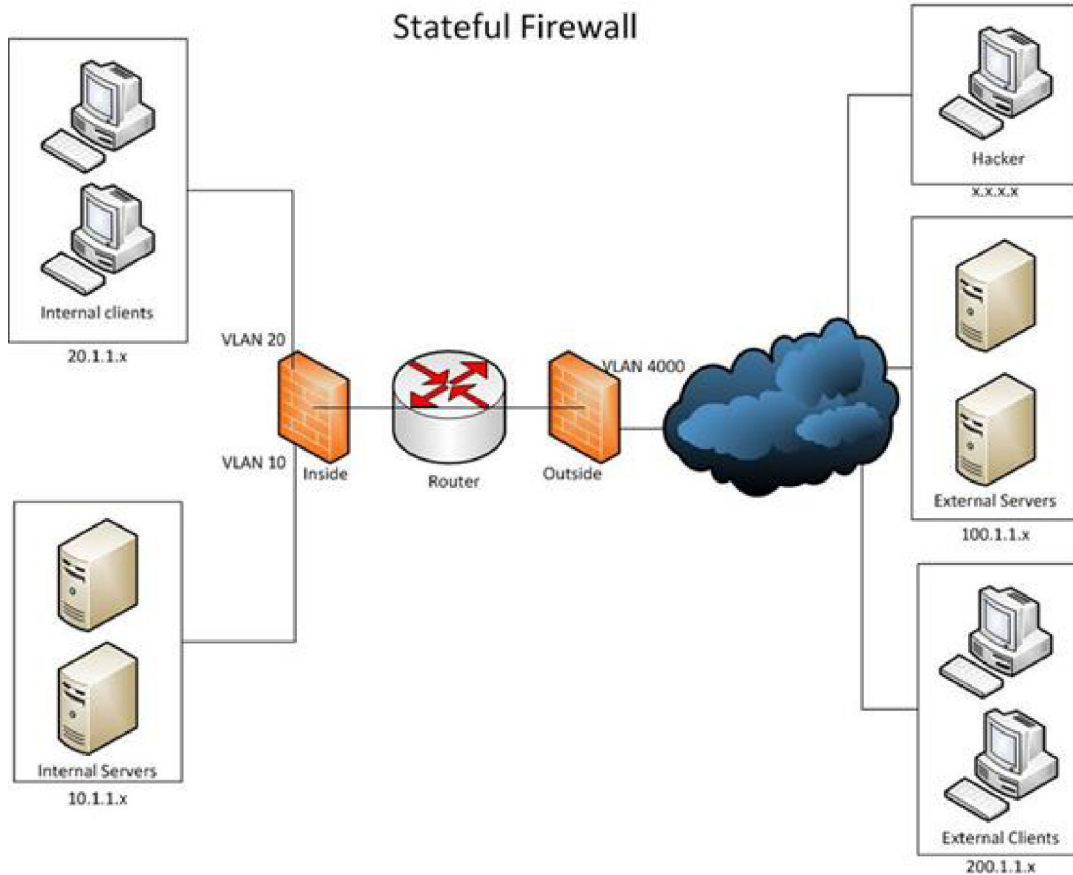 Stateful Firewall
Internal clients
20.1.1.x
VLAN 20
VLAN 10
Inside
Router
Outside
VLAN 4000
Internal Servers
10.1.1.x
Hacker
x.x.x.x
External Servers
100.1.1.x
External Clients
200.1.1.x